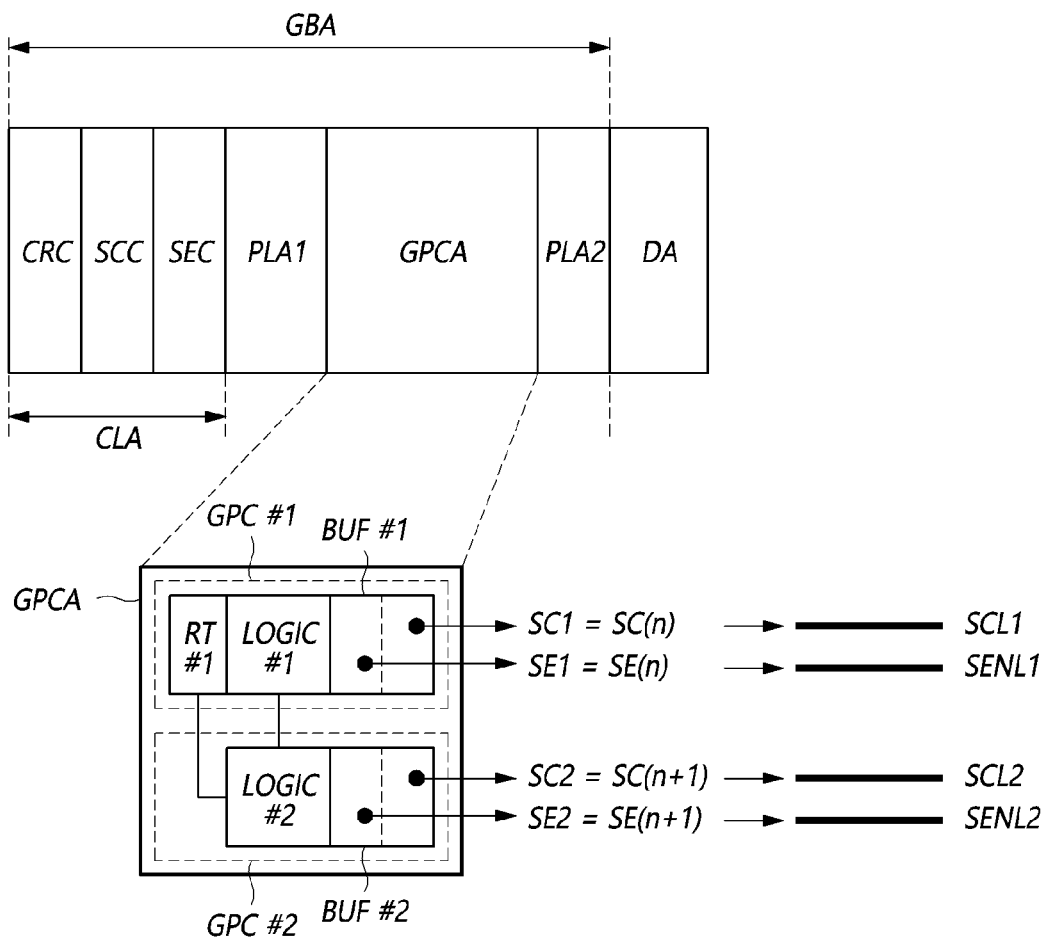 GBA
CRC SCC SEC PLA1 GPCA PLA2 DA
CLA
GPC #1 BUF #1
GPCA
RT #1
LOGIC #1
SC1 = SC(n) SCL1
SE1 = SE(n) SENL1
LOGIC #2
SC2 = SC(n+1) SCL2
SE2 = SE(n+1) SENL2
GPC #2 BUF #2